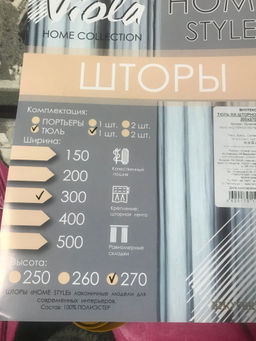 Viola
HOME COLLECTION
HOME
STYLE
ШТОРЫ
Комплектация:
ПОРТЬЕРЫ 1 шт. 2 шт.
ТЮЛЬ 1 шт. 2 шт.
Ширина:
150
200
300
400
500
Качественный
пошив
Крепление:
шторная лента
Равномерные
складки
Высота:
250 260 270
ШТОРЫ «HOME STYLE» лаконичные модели для
современных интерьеров.
Состав: 100% ПОЛИЭСТЕР